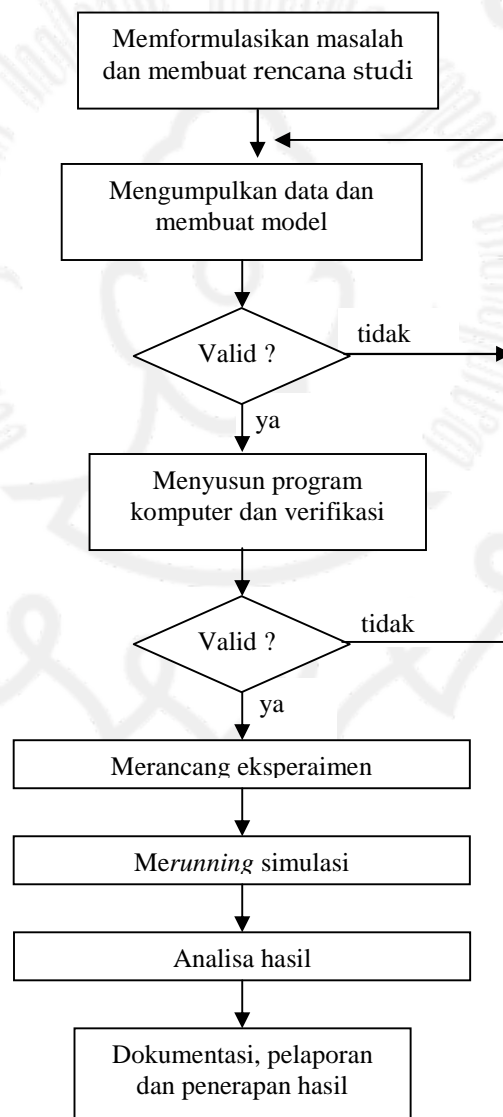 Memformulasikan masalah
dan membuat rencana studi
Mengumpulkan data dan
membuat model
Valid ?
tidak
ya
Menyusun program
komputer dan verifikasi
Valid ?
tidak
ya
Merancang eksperaimen
Merunning simulasi
Analisa hasil
Dokumentasi, pelaporan
dan penerapan hasil